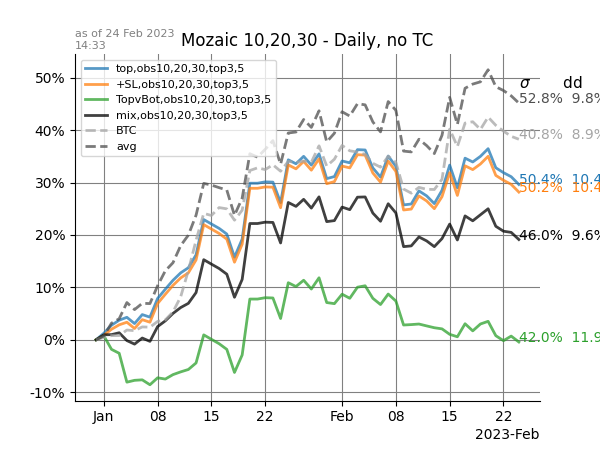 as of 24 Feb 2023
14:33
Mozaic 10,20,30 - Daily, no TC
top,obs10,20,30,top3,5
+SL,obs10,20,30,top3,5
TopvBot,obs10,20,30,top3,5
mix,obs10,20,30,top3,5
BTC
avg
σ dd
52.8% 9.8%
40.8% 8.9%
50.4% 10.4
50.2% 10.4
46.0% 9.6%
42.0% 11.9
50%
40%
30%
20%
10%
0%
-10%
Jan 08 15 22 Feb 08 15 22
2023-Feb